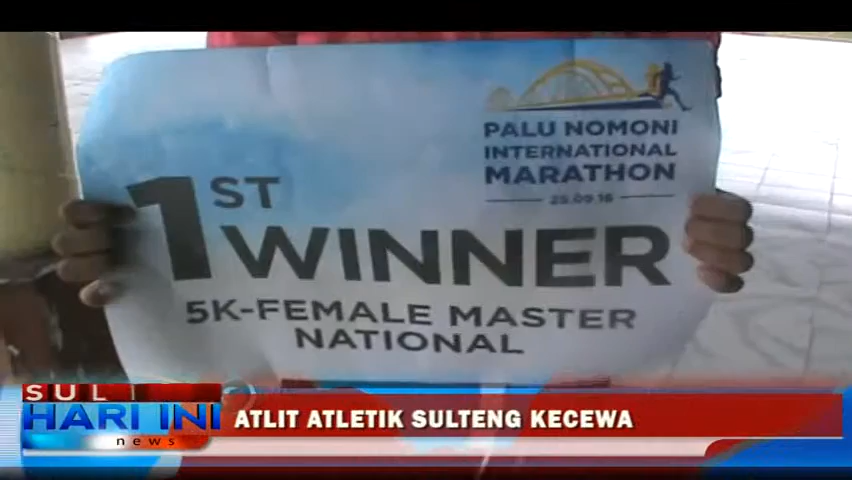 PALU NOMONI
INTERNATIONAL
MARATHON
25.09.16
1ST
WINNER
5K-FEMALE MASTER
NATIONAL
SULT
HARI INI
news
ATLIT ATLETIK SULTENG KECEWA